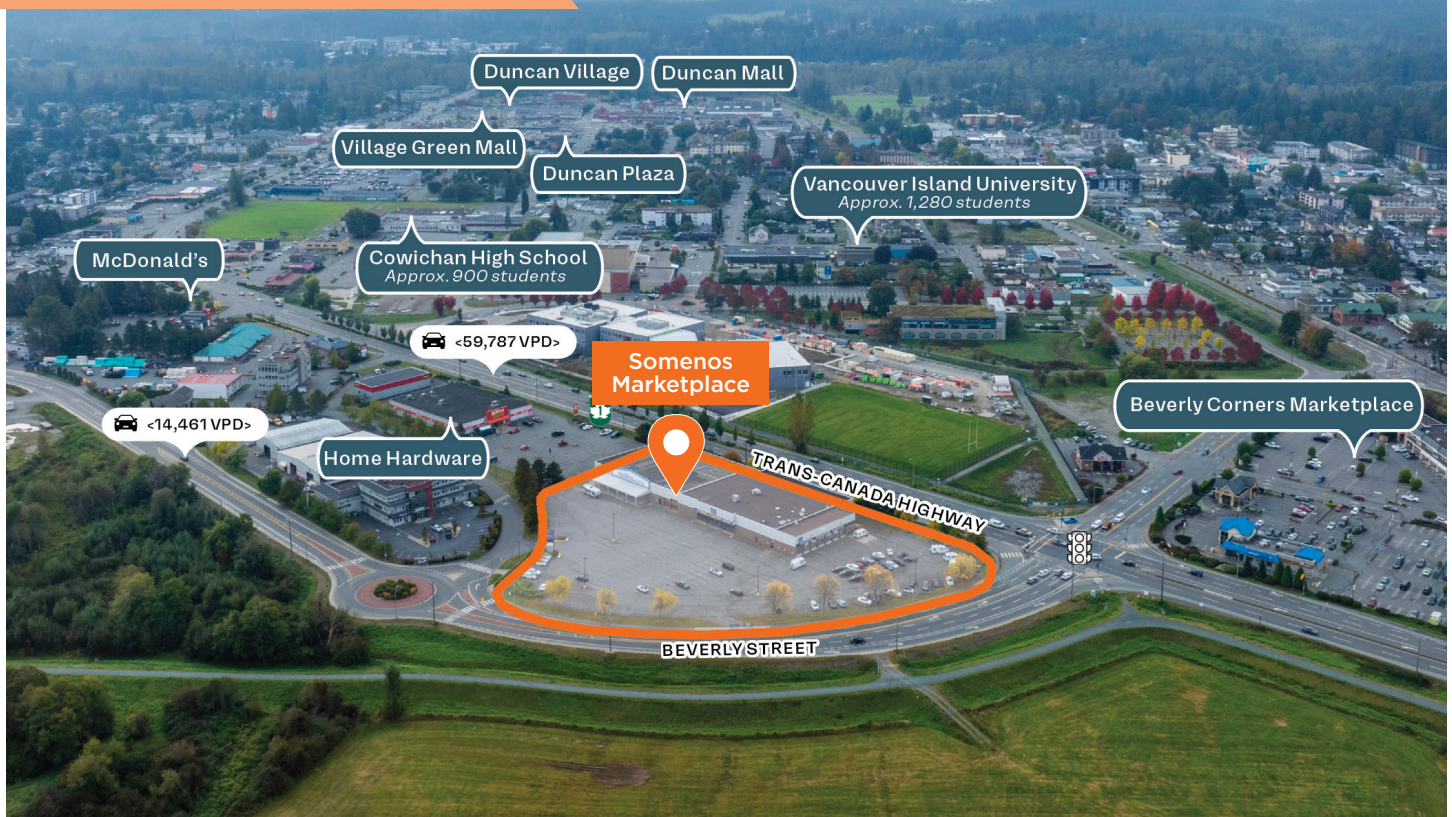 Duncan Village
Duncan Mall
Village Green Mall
Duncan Plaza
Vancouver Island University
Approx. 1,280 students
McDonald's
Cowichan High School
Approx. 900 students
<59,787 VPD>
Somenos
Marketplace
1
Beverly Corners Marketplace
<14,461 VPD>
Home Hardware
TRANS-CANADA HIGHWAY
BEVERLY STREET